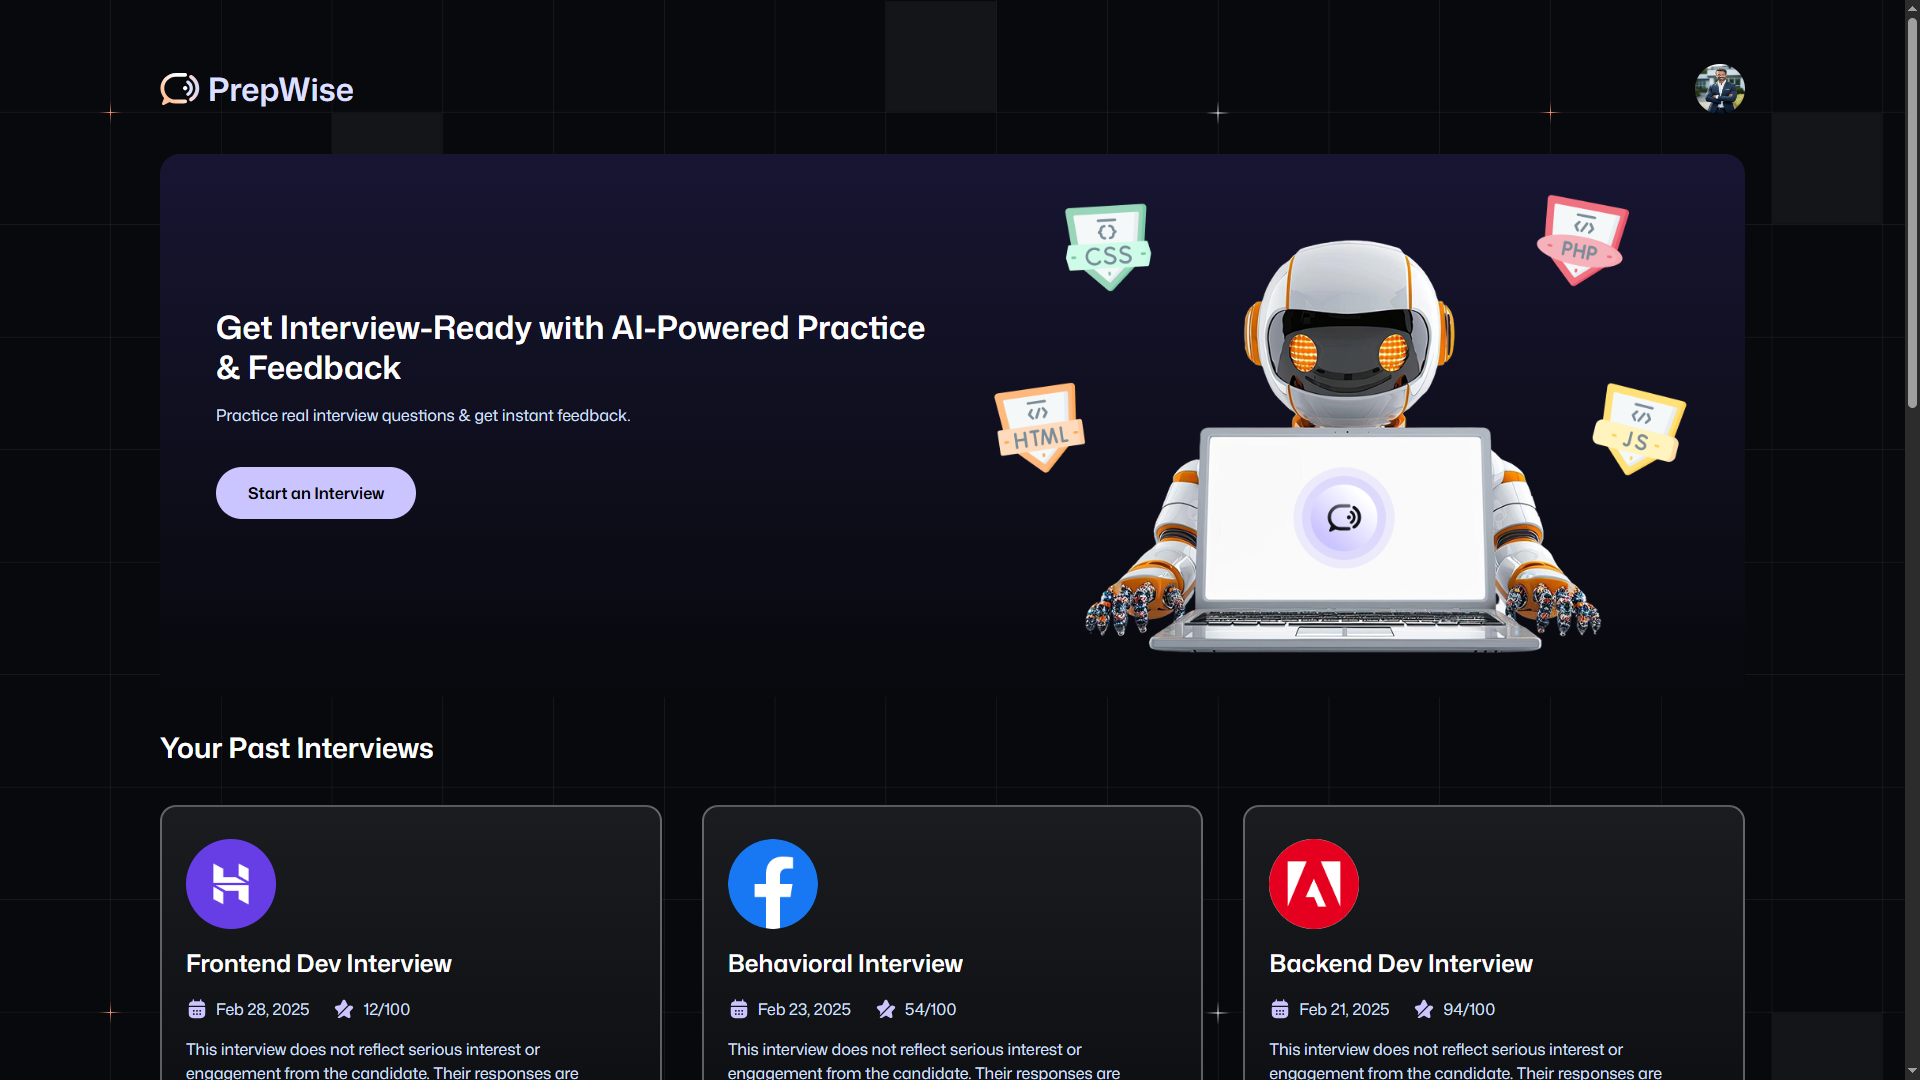 PrepWise
CSS
PHP
Get Interview-Ready with AI-Powered Practice
& Feedback
Practice real interview questions & get instant feedback.
HTML
JS
Start an Interview
Your Past Interviews
Frontend Dev Interview
Feb 28, 2025 12/100
This interview does not reflect serious interest or
engagement from the candidate. Their responses are
Behavioral Interview
Feb 23, 2025 54/100
This interview does not reflect serious interest or
engagement from the candidate. Their responses are
Backend Dev Interview
Feb 21, 2025 94/100
This interview does not reflect serious interest or
engagement from the candidate. Their responses are